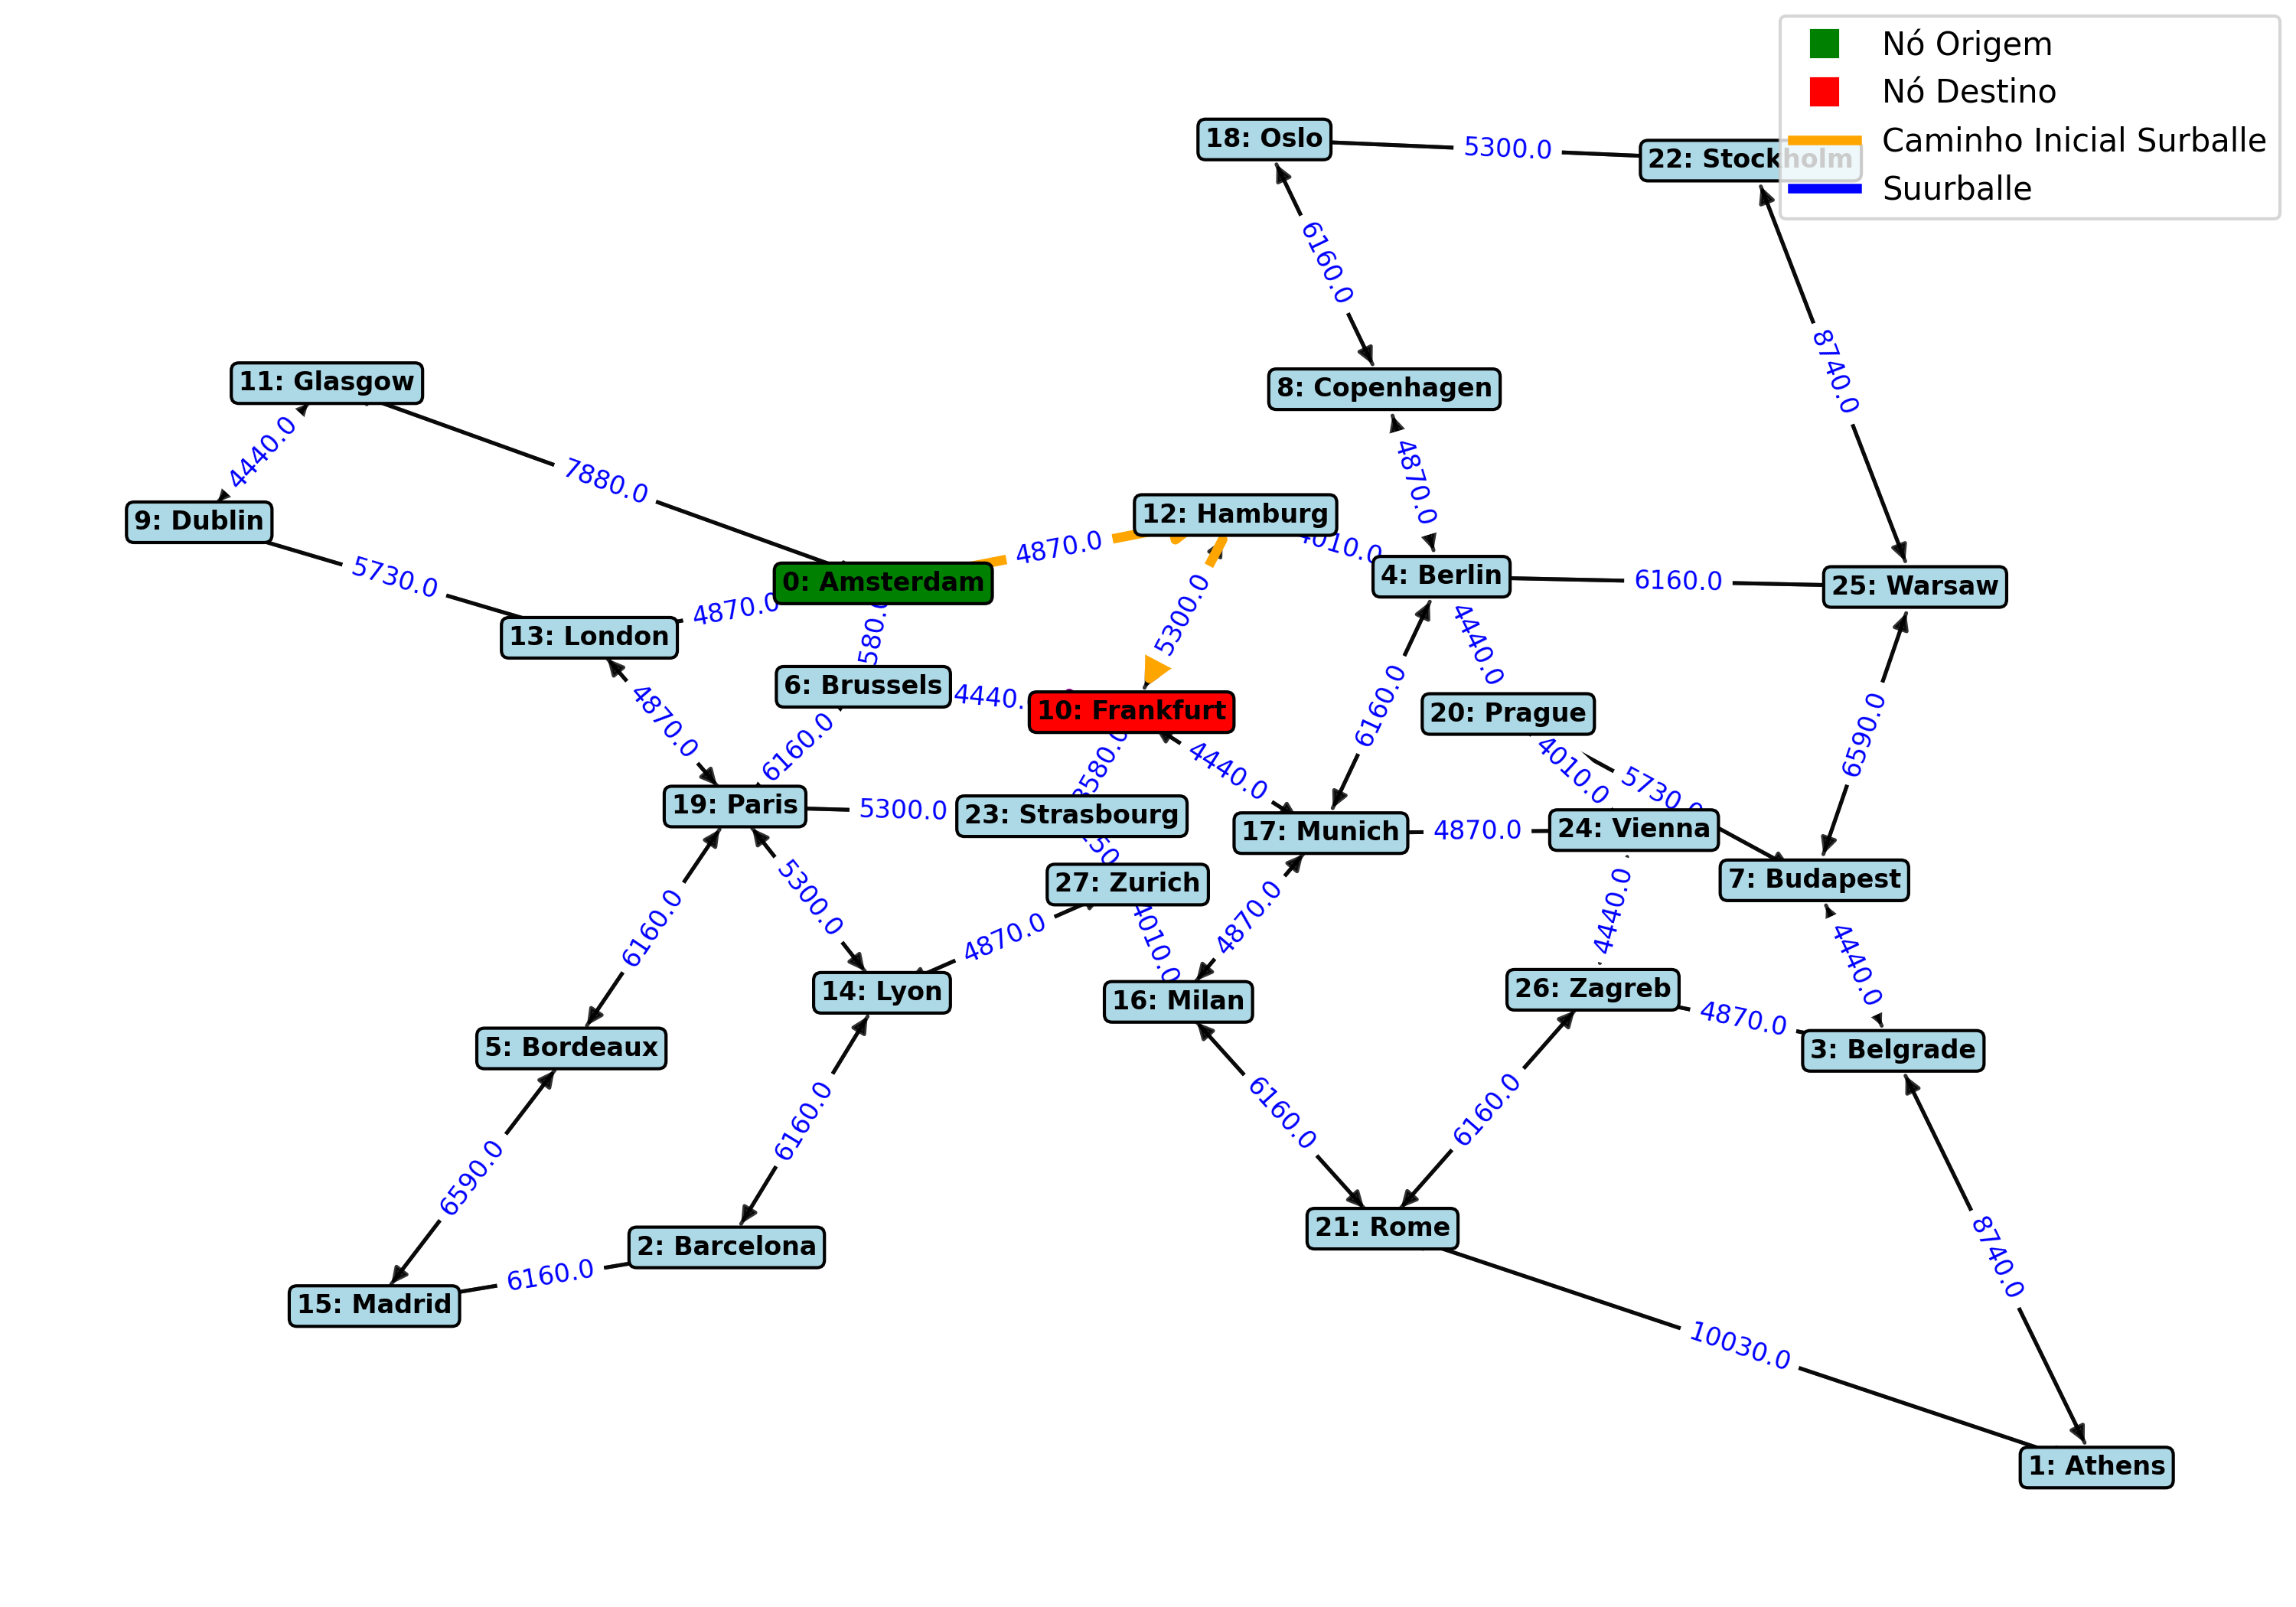 Nó Origem
Nó Destino
Caminho Inicial Surballe
Suurballe
18: Oslo
5300.0
22: Stockholm
6160.0
8740.0
11: Glasgow
8: Copenhagen
4440.0
7880.0
4870.0
9: Dublin
12: Hamburg
4010.0
4870.0
5730.0
0: Amsterdam
4: Berlin
6160.0
25: Warsaw
4870.0
13: London
5300.0
4440.0
6: Brussels
4440.
10: Frankfurt
20: Prague
4870.0
6160.0
6160.0
6590.0
3580.0
4440.0
4010.0
5730.0
19: Paris
5300.0
23: Strasbourg
17: Munich
4870.0
24: Vienna
27: Zurich
7: Budapest
5300.0
6160.0
4870.0
4010.0
4870.0
4440.0
4440.0
14: Lyon
16: Milan
26: Zagreb
4870.0
5: Bordeaux
3: Belgrade
6160.0
6160.0
6160.0
6590.0
21: Rome
2: Barcelona
8740.0
6160.0
15: Madrid
10030.0
1: Athens